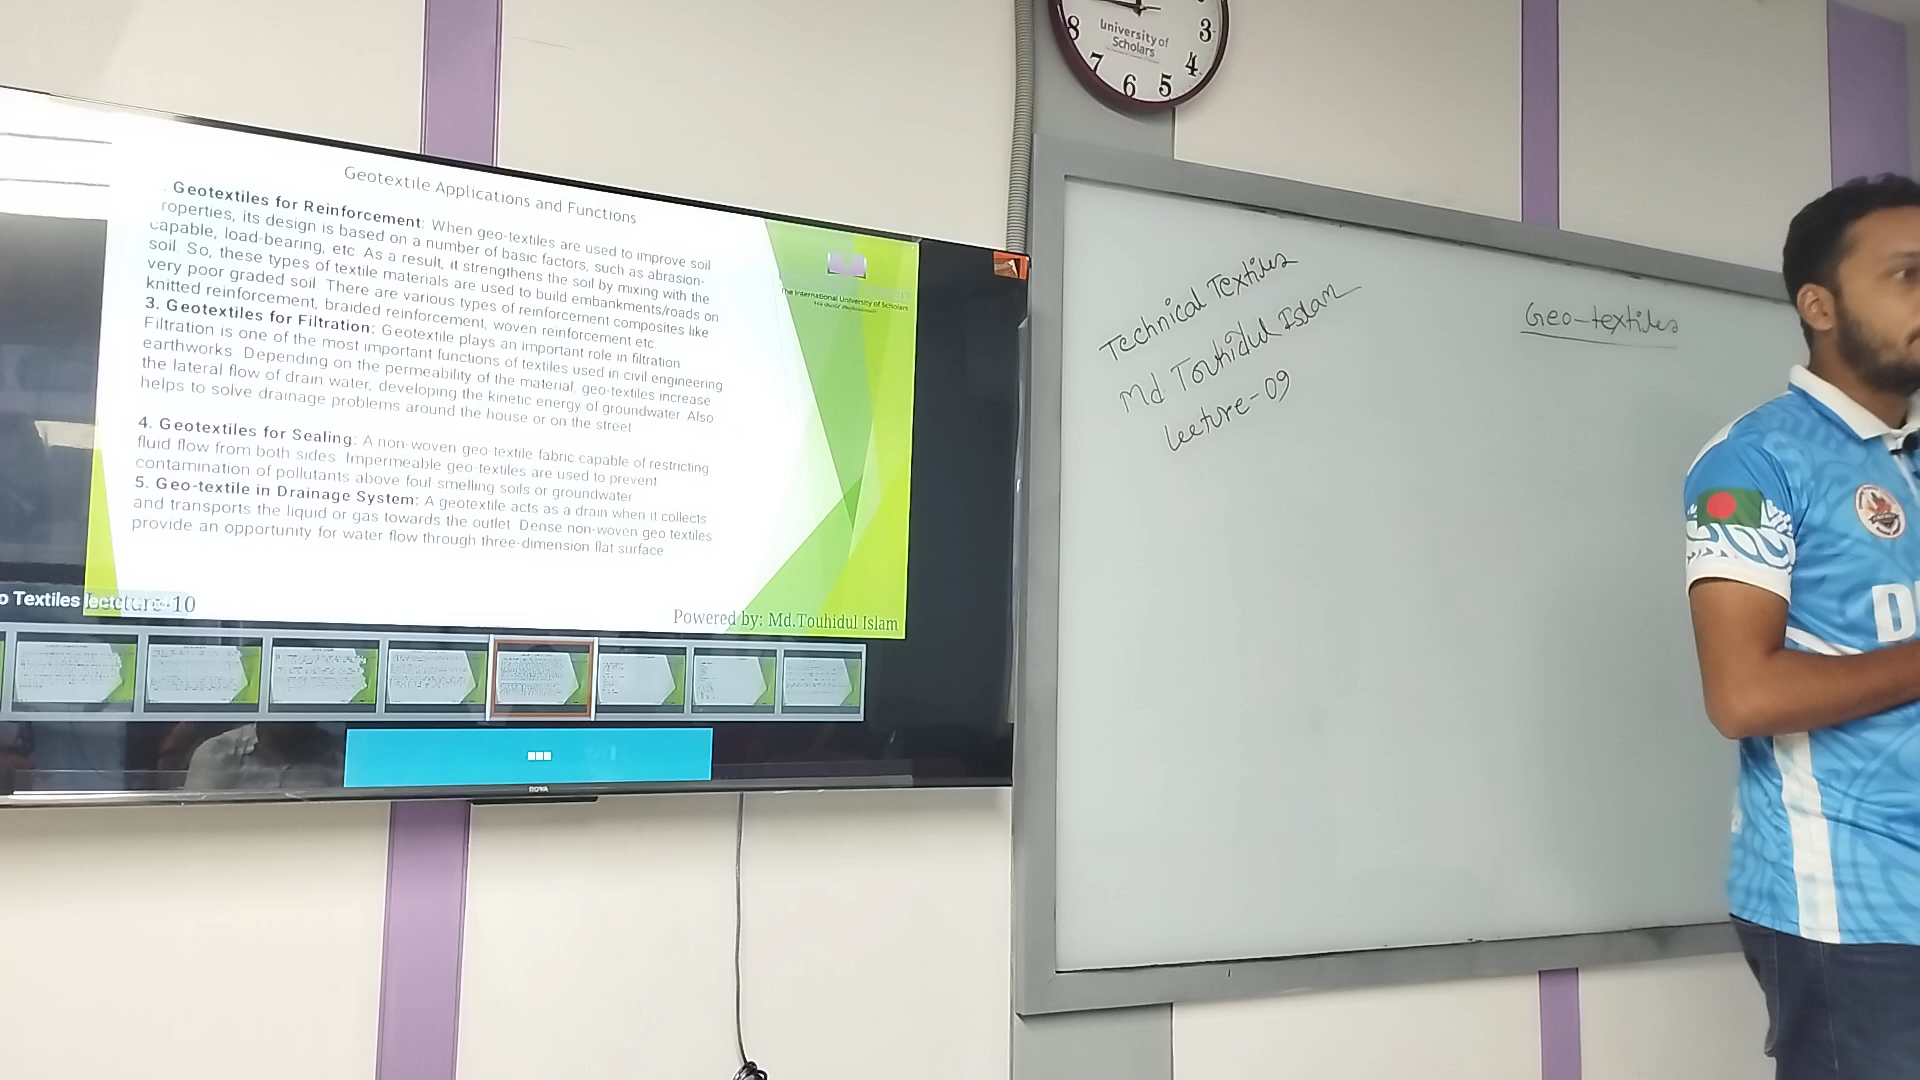 Geotextile Applications and Functions
. Geotextiles for Reinforcement: When geo-textiles are used to improve soil
roperties, its design is based on a number of basic factors, such as abrasion-
capable, load-bearing, etc. As a result, it strengthens the soil by mixing with the
soil. So, these types of textile materials are used to build embankments/roads on
very poor graded soil. There are various types of reinforcement composites like
knitted reinforcement, braided reinforcement, woven reinforcement etc.
3. Geotextiles for Filtration: Geotextile plays an important role in filtration.
Filtration is one of the most important functions of textiles used in civil engineering
earthworks. Depending on the permeability of the material, geo-textiles increase
the lateral flow of drain water, developing the kinetic energy of groundwater. Also
helps to solve drainage problems around the house or on the street.
4. Geotextiles for Sealing: A non-woven geo-textile fabric capable of restricting
fluid flow from both sides. Impermeable geo textiles are used to prevent
contamination of pollutants above foul smelling soils or groundwater
5. Geo-textile in Drainage System: A geotextile acts as a drain when it collects
and transports the liquid or gas towards the outlet. Dense non-woven geo textiles
provide an opportunity for water flow through three-dimension flat surface
The International University of Scholars
o Textiles
Lecture-10
Powered by: Md.Touhidul Islam
ROWA
university of
Scholars
3
4
5
6
7
8
Technical Textiles
Md. Touhidul Islam
Lecture-09
Geo-textiles
D